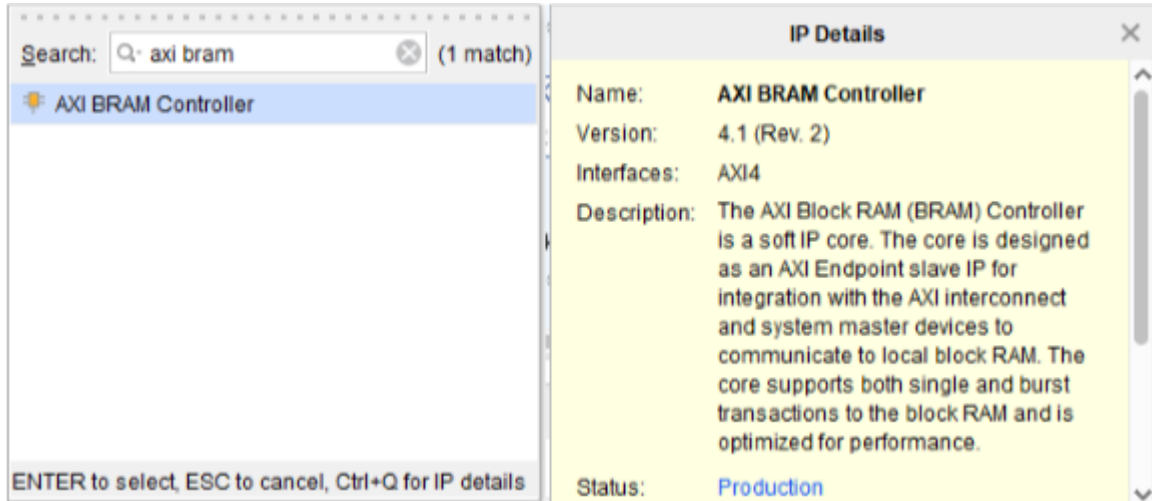 Search: axi bram (1 match)
AXI BRAM Controller
ENTER to select, ESC to cancel, Ctrl+Q for IP details
IP Details
Name: AXI BRAM Controller
Version: 4.1 (Rev. 2)
Interfaces: AXI4
Description: The AXI Block RAM (BRAM) Controller
is a soft IP core. The core is designed
as an AXI Endpoint slave IP for
integration with the AXI interconnect
and system master devices to
communicate to local block RAM. The
core supports both single and burst
transactions to the block RAM and is
optimized for performance.
Status: Production